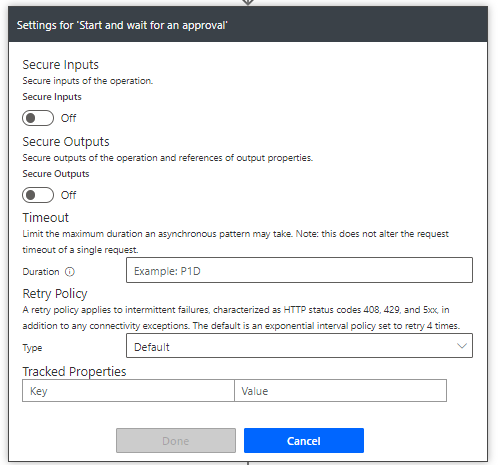 Settings for 'Start and wait for an approval'
Secure Inputs
Secure inputs of the operation.
Secure Inputs
Off
Secure Outputs
Secure outputs of the operation and references of output properties.
Secure Outputs
Off
Timeout
Limit the maximum duration an asynchronous pattern may take. Note: this does not alter the request
timeout of a single request.
Duration
Example: P1D
Retry Policy
A retry policy applies to intermittent failures, characterized as HTTP status codes 408, 429, and 5xx, in
addition to any connectivity exceptions. The default is an exponential interval policy set to retry 4 times.
Type
Default
Tracked Properties
Key Value
Done Cancel